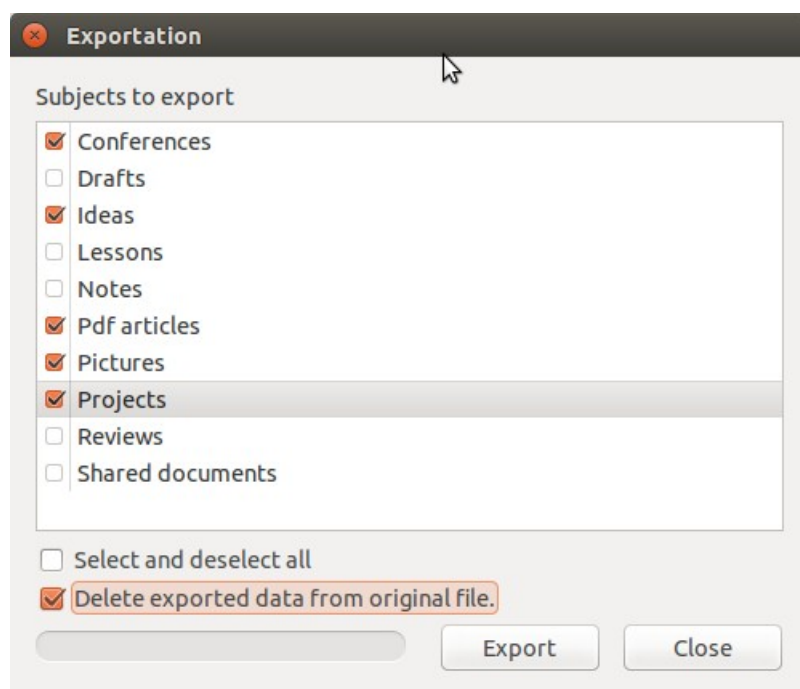 Exportation
Subjects to export
Conferences
Drafts
Ideas
Lessons
Notes
Pdf articles
Pictures
Projects
Reviews
Shared documents
Select and deselect all
Delete exported data from original file.
Export Close